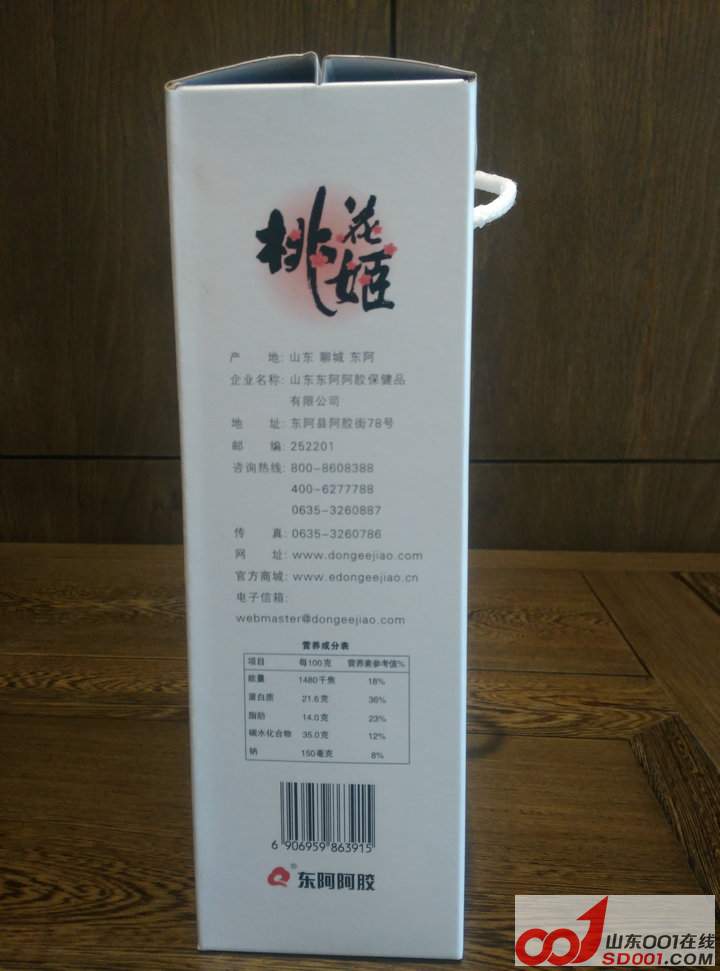 桃花姬
产 地: 山东 聊城 东阿
企业名称: 山东东阿阿胶保健品
有限公司
地 址: 东阿县阿胶街78号
邮 编: 252201
咨询热线: 800-8608388
400-6277788
0635-3260887
传 真: 0635-3260786
网 址: www.dongeejiao.com
官方商城: www.edongeejiao.cn
电子信箱:
webmaster@dongeejiao.com
营养成分表
项目 每100克 营养素参考值%
能量 1480千焦 18%
蛋白质 21.6克 36%
脂肪 14.0克 23%
碳水化合物 35.0克 12%
钠 150毫克 8%
6 906959 863915
® 东阿阿胶
001 山东001在线
SD001.COM